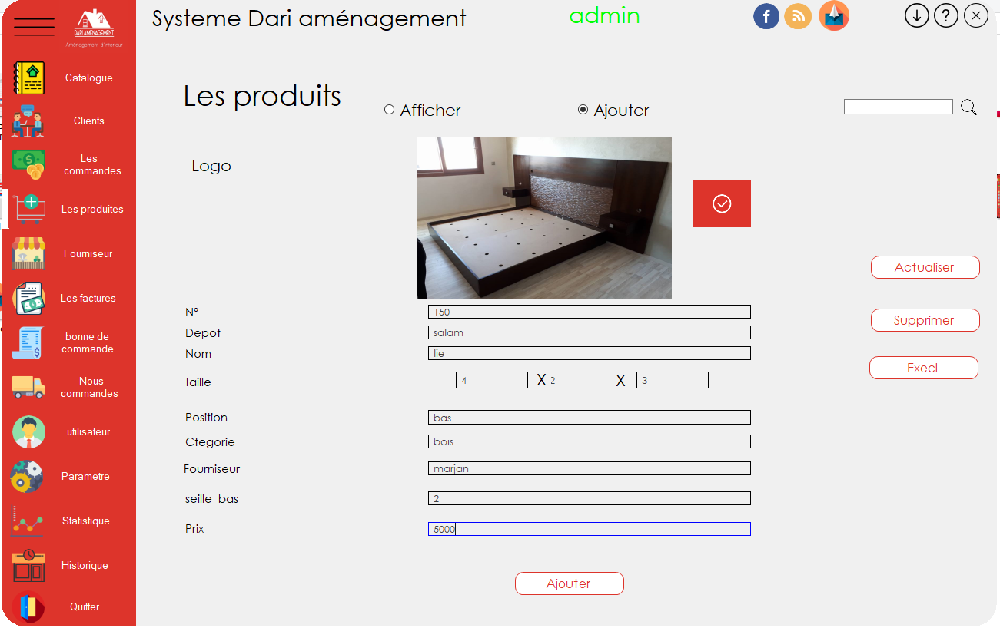 Systeme Dari aménagement
admin
f
?
DARI AMENAGEMENT
Aménagement d'interieur
Catalogue
Clients
Les
commandes
Les produites
Fourniseur
Les factures
bonne de
commande
Nous
commandes
utilisateur
Parametre
Statistique
Historique
Quitter
Les produits
Afficher
Ajouter
Logo
N° 150
Depot salam
Nom lie
Taille 4 X 2 X 3
Position bas
Ctegorie bois
Fourniseur marjan
seille_bas 2
Prix 5000
Ajouter
Actualiser
Supprimer
Execl